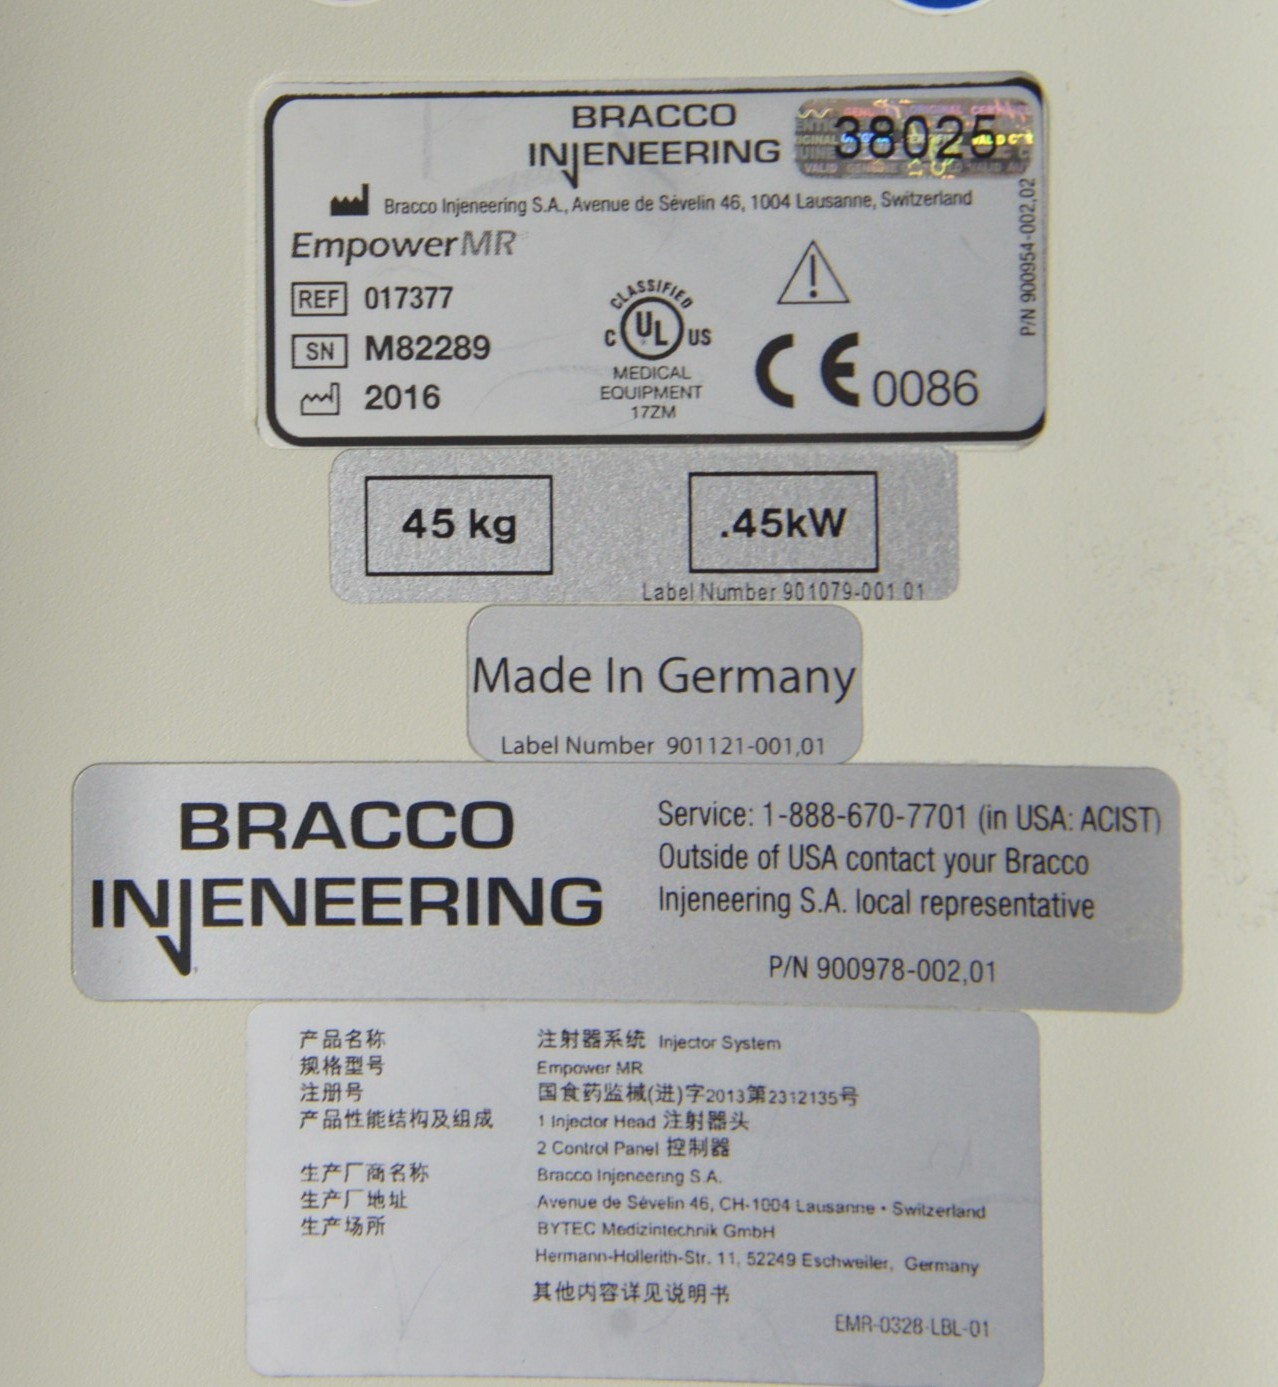 BRACCO
INJENEERING
38025
Bracco Injeneering S.A., Avenue de Sévelin 46, 1004 Lausanne, Switzerland
P/N 900954-002,02
EmpowerMR
REF 017377
SN M82289
2016
CLASSIFIED
C UL US
MEDICAL
EQUIPMENT
17ZM
CE 0086
45 kg
.45kW
Label Number 901079-001.01
Made In Germany
Label Number 901121-001,01
BRACCO
INJENEERING
Service: 1-888-670-7701 (in USA: ACIST)
Outside of USA contact your Bracco
Injeneering S.A. local representative
P/N 900978-002,01
产品名称 注射器系统 Injector System
规格型号 Empower MR
注册号 国食药监械(进)字2013第2312135号
产品性能结构及组成 1 Injector Head 注射器头
2 Control Panel 控制器
生产厂商名称 Bracco Injeneering S.A.
生产厂地址 Avenue de Sévelin 46, CH-1004 Lausanne • Switzerland
生产场所 BYTEC Medizintechnik GmbH
Hermann-Hollerith-Str. 11, 52249 Eschweiler, Germany
其他内容详见说明书
EMR-0328-LBL-01